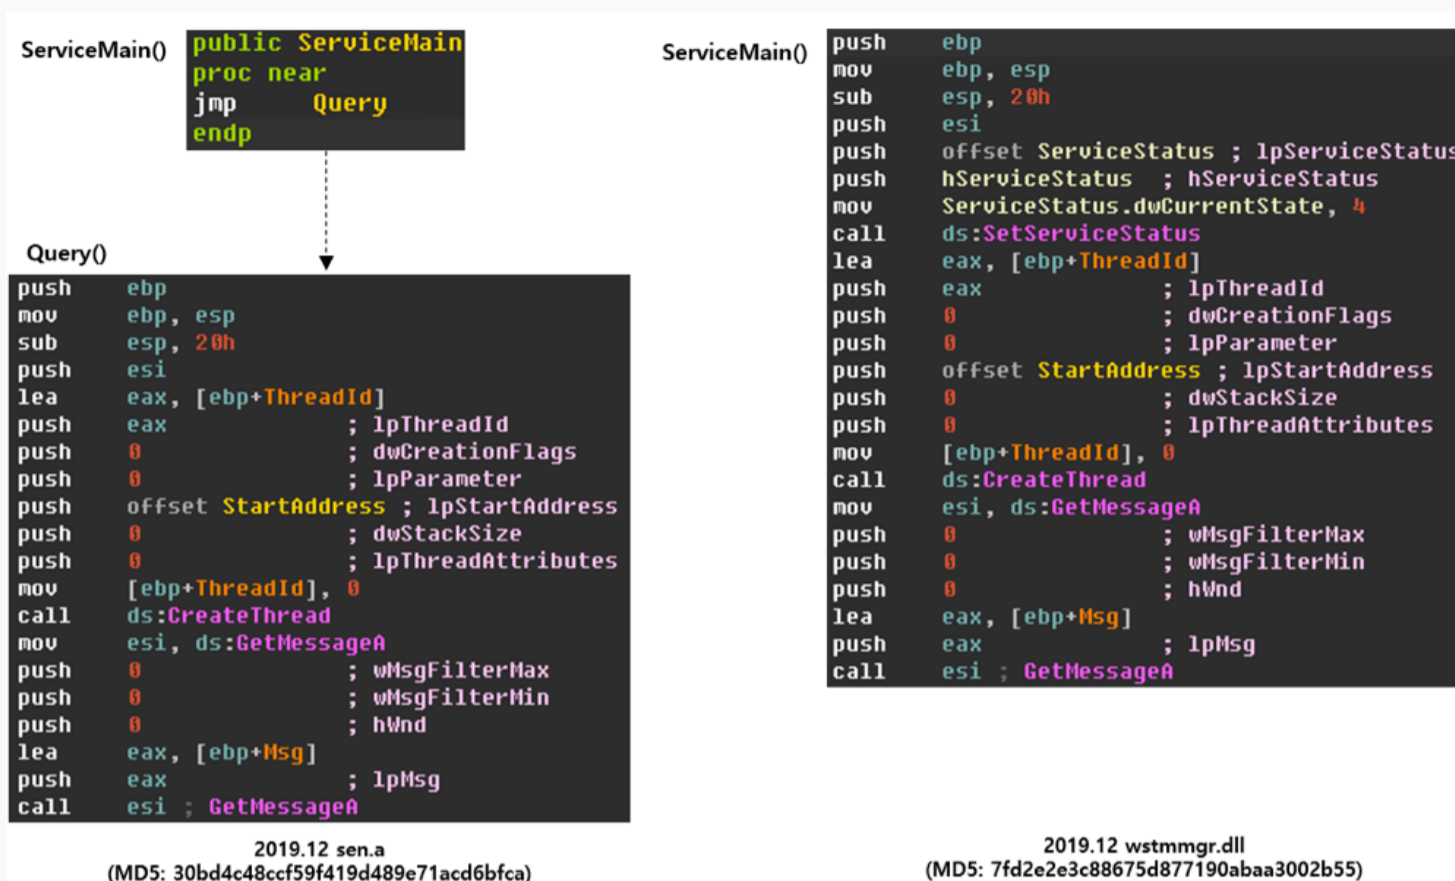 ServiceMain()
public ServiceMain
proc near
jmp Query
endp
Query()
push ebp
mov ebp, esp
sub esp, 20h
push esi
lea eax, [ebp+ThreadId]
push eax ; lpThreadId
push 0 ; dwCreationFlags
push 0 ; lpParameter
push offset StartAddress ; lpStartAddress
push 0 ; dwStackSize
push 0 ; lpThreadAttributes
mov [ebp+ThreadId], 0
call ds:CreateThread
mov esi, ds:GetMessageA
push 0 ; wMsgFilterMax
push 0 ; wMsgFilterMin
push 0 ; hWnd
lea eax, [ebp+Msg]
push eax ; lpMsg
call esi ; GetMessageA
2019.12 sen.a
(MD5: 30bd4c48ccf59f419d489e71acd6bfca)
ServiceMain()
push ebp
mov ebp, esp
sub esp, 20h
push esi
push offset ServiceStatus ; lpServiceStatus
push hServiceStatus ; hServiceStatus
mov ServiceStatus.dwCurrentState, 4
call ds:SetServiceStatus
lea eax, [ebp+ThreadId]
push eax ; lpThreadId
push 0 ; dwCreationFlags
push 0 ; lpParameter
push offset StartAddress ; lpStartAddress
push 0 ; dwStackSize
push 0 ; lpThreadAttributes
mov [ebp+ThreadId], 0
call ds:CreateThread
mov esi, ds:GetMessageA
push 0 ; wMsgFilterMax
push 0 ; wMsgFilterMin
push 0 ; hWnd
lea eax, [ebp+Msg]
push eax ; lpMsg
call esi ; GetMessageA
2019.12 wstmmgr.dll
(MD5: 7fd2e2e3c88675d877190abaa3002b55)